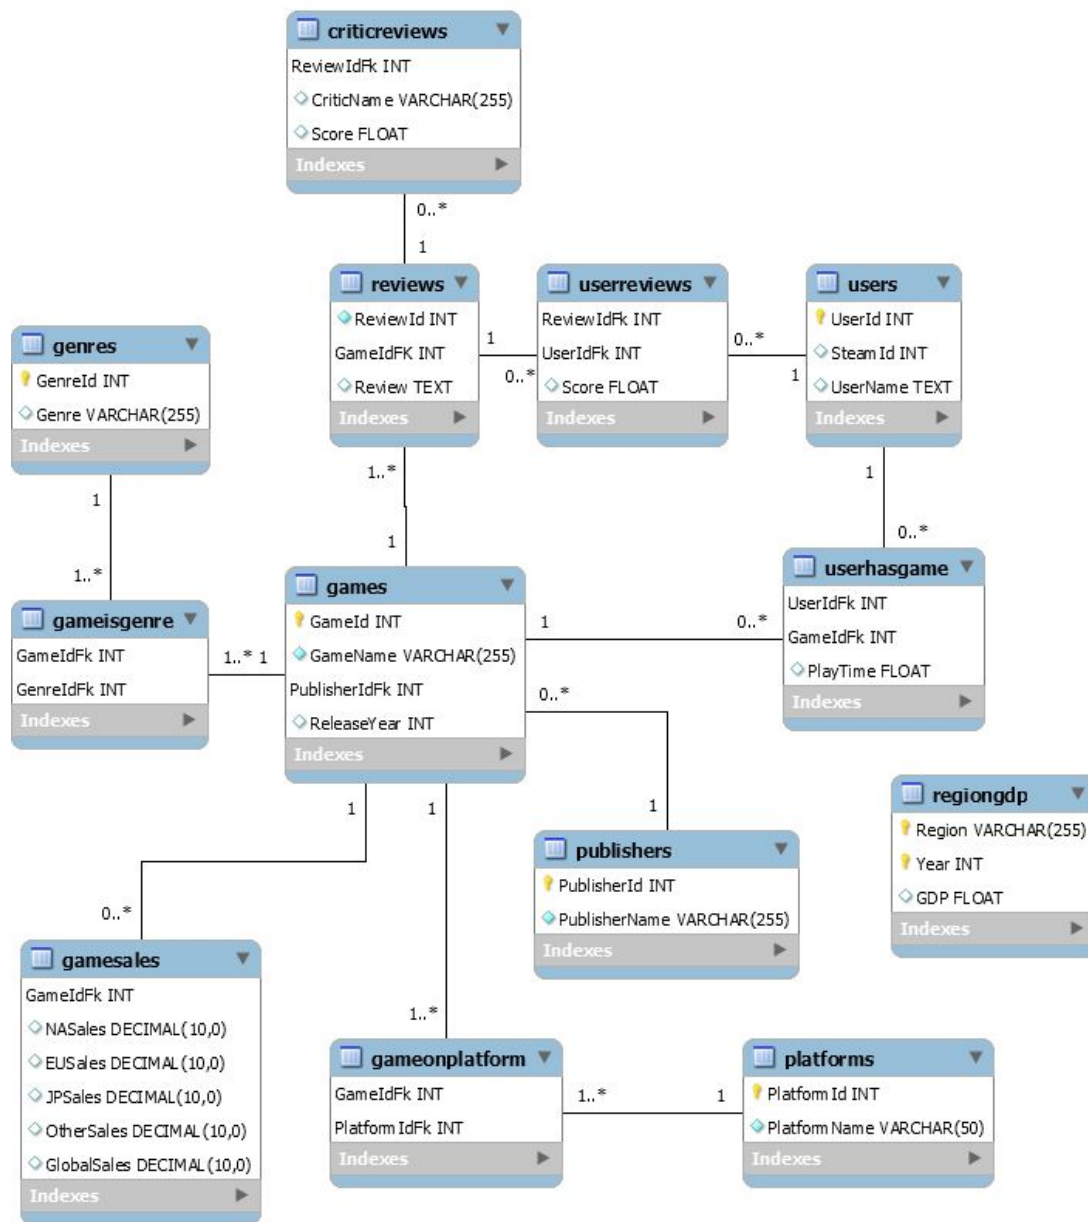 criticreviews
ReviewIdFk INT
CriticName VARCHAR(255)
Score FLOAT
Indexes
0..*
1
reviews
ReviewId INT
GameIdFK INT
Review TEXT
Indexes
1
0..*
userreviews
ReviewIdFk INT
UserIdFk INT
Score FLOAT
Indexes
0..*
1
users
UserId INT
SteamId INT
UserName TEXT
Indexes
genres
GenreId INT
Genre VARCHAR(255)
Indexes
1
1..*
1..*
1
1
0..*
gameisgenre
GameIdFk INT
GenreIdFk INT
Indexes
1..* 1
games
GameId INT
GameName VARCHAR(255)
PublisherIdFk INT
ReleaseYear INT
Indexes
1
0..*
0..*
1
userhasgame
UserIdFk INT
GameIdFk INT
PlayTime FLOAT
Indexes
1
1
0..*
1..*
publishers
PublisherId INT
PublisherName VARCHAR(255)
Indexes
regiongdp
Region VARCHAR(255)
Year INT
GDP FLOAT
Indexes
gamesales
GameIdFk INT
NASales DECIMAL(10,0)
EUSales DECIMAL(10,0)
JPSales DECIMAL(10,0)
OtherSales DECIMAL(10,0)
GlobalSales DECIMAL(10,0)
Indexes
gameonplatform
GameIdFk INT
PlatformIdFk INT
Indexes
1..*
1
platforms
PlatformId INT
PlatformName VARCHAR(50)
Indexes